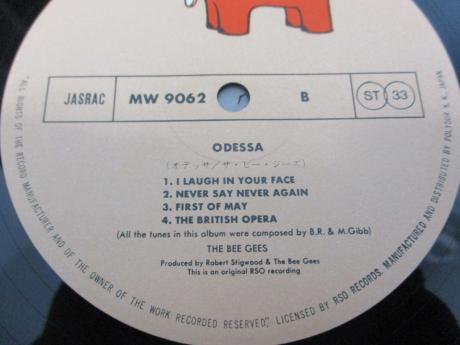 JASRAC MW 9062 B ST 33
ODESSA
(オデッサ/ザ・ビー・ジーズ)
1. I LAUGH IN YOUR FACE
2. NEVER SAY NEVER AGAIN
3. FIRST OF MAY
4. THE BRITISH OPERA
(All the tunes in this album were composed by B.R. & M.Gibb)
THE BEE GEES
Produced by Robert Stigwood & The Bee Gees
This is an original RSO recording
"ALL RIGHTS OF THE RECORD MANUFACTURER AND OF THE OWNER OF THE WORK RECORDED RESERVED", LICENSED BY RSO RECORDS. MANUFACTURED AND DISTRIBUTED BY POLYDOR K.K. JAPAN